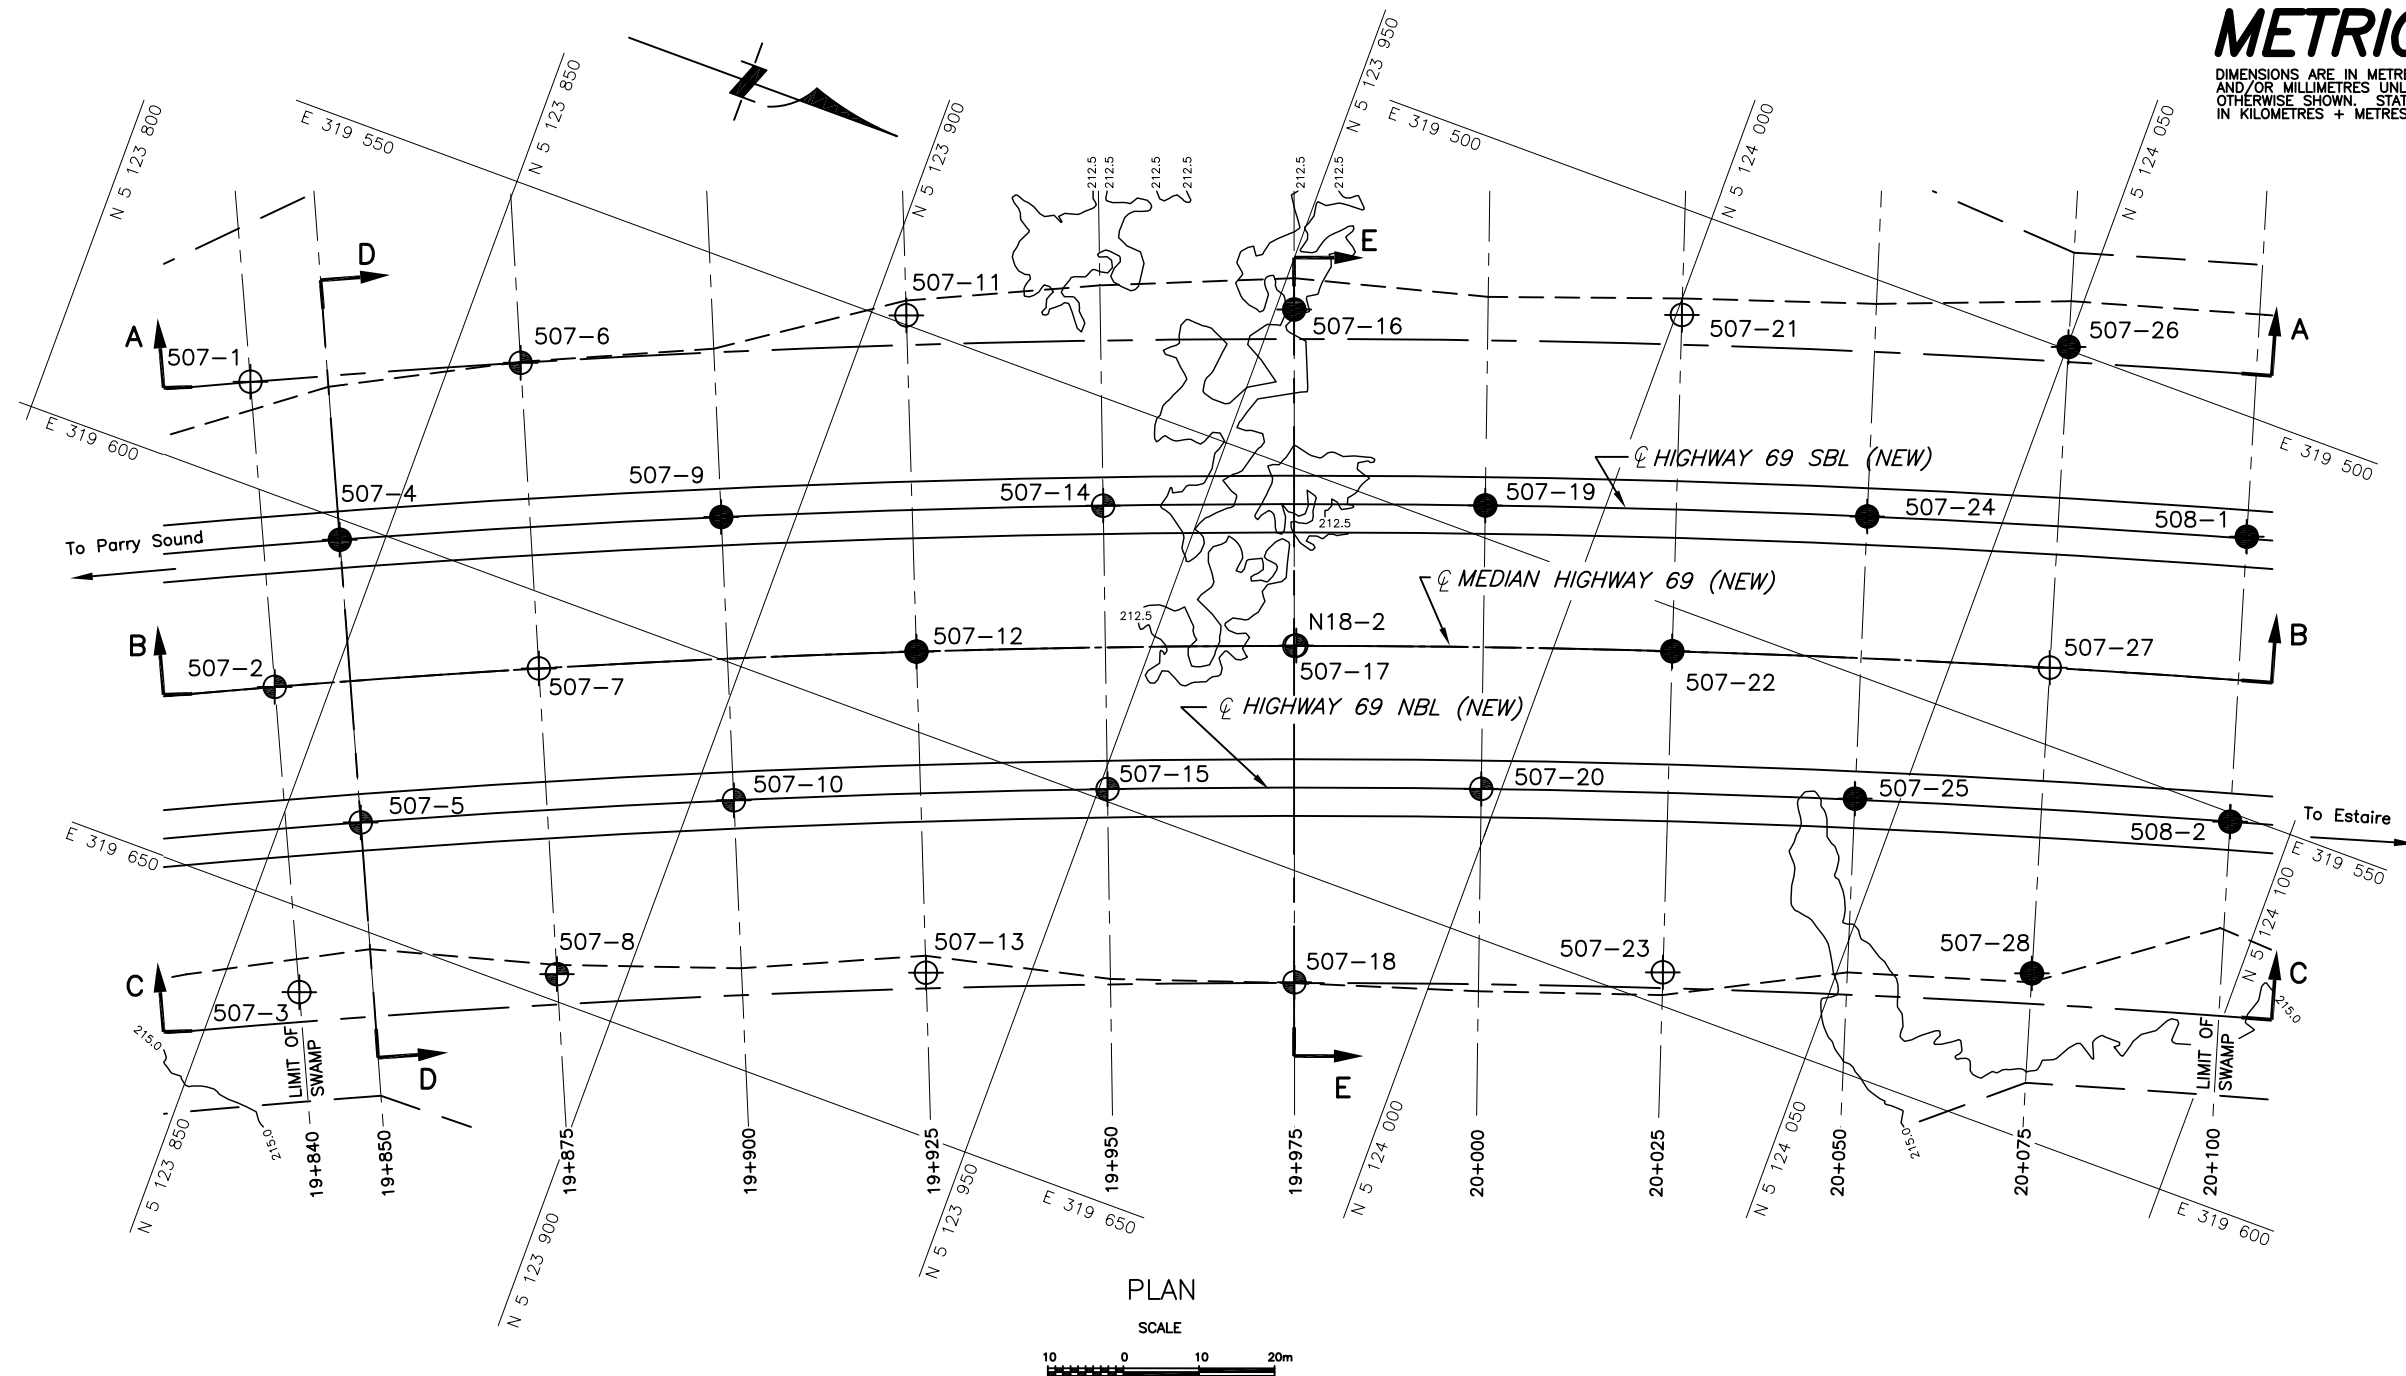 METRIC
DIMENSIONS ARE IN METRE
AND/OR MILLIMETRES UNL
OTHERWISE SHOWN. STAT
IN KILOMETRES + METRES
N 5 123 800
E 319 550
N 5 123 850
N 5 123 900
N 5 123 950
E 319 500
N 5 124 000
N 5 124 050
212.5
212.5
212.5
212.5
212.5
212.5
D
E
A
507-1
507-6
507-11
507-16
507-21
507-26
A
E 319 600
E 319 500
℄ HIGHWAY 69 SBL (NEW)
507-4
507-9
507-14
507-19
507-24
508-1
212.5
To Parry Sound
℄ MEDIAN HIGHWAY 69 (NEW)
212.5
B
507-2
507-7
507-12
N18-2
507-17
507-22
507-27
B
℄ HIGHWAY 69 NBL (NEW)
507-5
507-10
507-15
507-20
507-25
508-2
To Estaire
E 319 650
E 319 550
N 5 124 100
C
507-3
507-8
507-13
507-18
507-23
507-28
C
215.0
215.0
LIMIT OF
SWAMP
LIMIT OF
SWAMP
D
E
215.0
215.0
19+840
19+850
19+875
19+900
19+925
19+950
19+975
20+000
20+025
20+050
20+075
20+100
N 5 123 850
N 5 123 900
N 5 123 950
E 319 650
N 5 124 000
N 5 124 050
E 319 600
PLAN
SCALE
10 0 10 20m